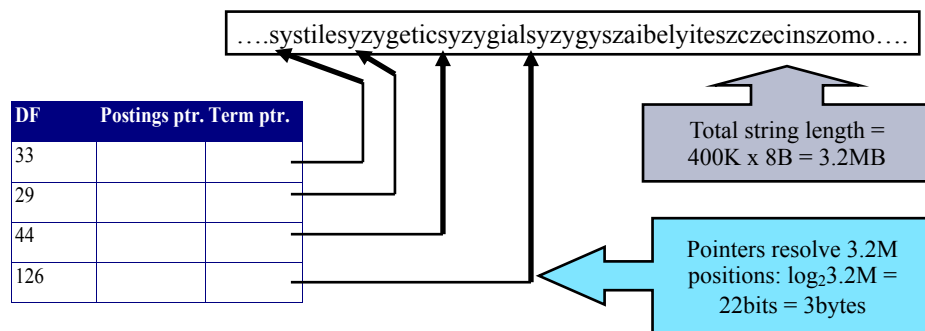 ….systilesyzygeticsyzygialsyzygyszaibelyiteszczecinszomo….
DF Postings ptr. Term ptr.
33
29
44
126
Total string length =
400K x 8B = 3.2MB
Pointers resolve 3.2M
positions: log₂3.2M =
22bits = 3bytes